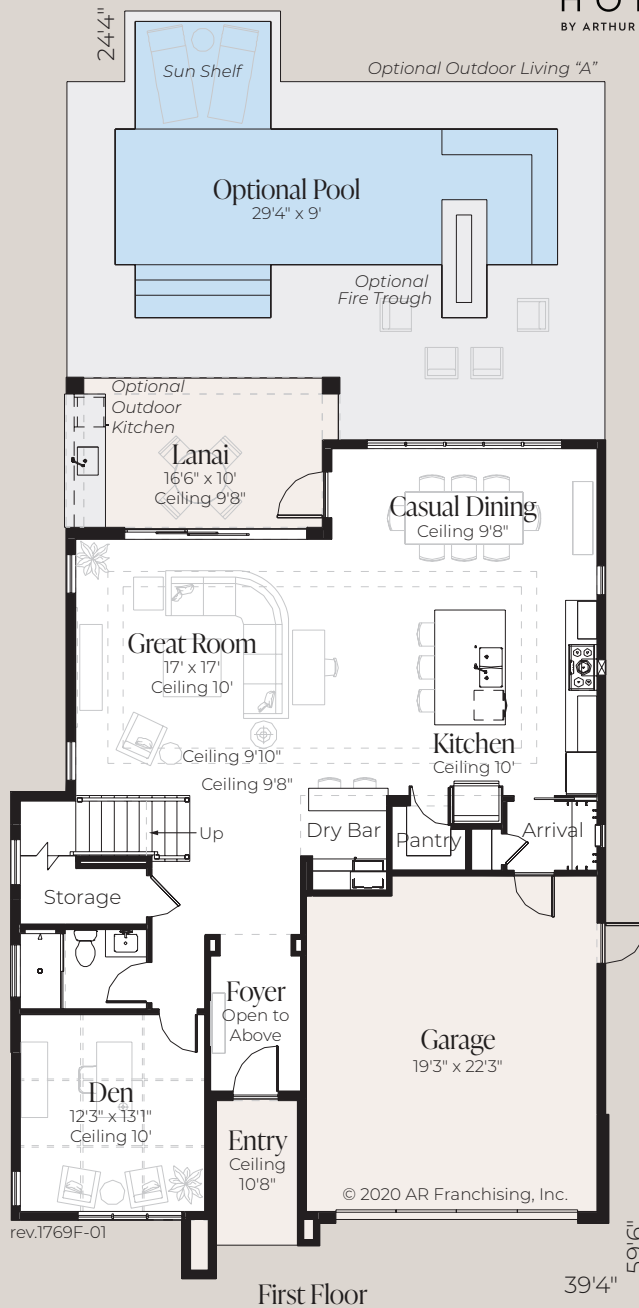 BY ARTHUR
24'4"
Sun Shelf
Optional Outdoor Living "A"
Optional Pool
29'4" x 9'
Optional
Fire Trough
Optional
Outdoor
Kitchen
Lanai
16'6" x 10'
Ceiling 9'8"
Casual Dining
Ceiling 9'8"
Great Room
17' x 17'
Ceiling 10'
Ceiling 9'10"
Ceiling 9'8"
Kitchen
Ceiling 10'
Up
Dry Bar
Pantry
Arrival
Storage
Foyer
Open to
Above
Garage
19'3" x 22'3"
Den
12'3" x 13'1"
Ceiling 10'
Entry
Ceiling
10'8"
© 2020 AR Franchising, Inc.
rev.1769F-01
59'6"
39'4"
First Floor